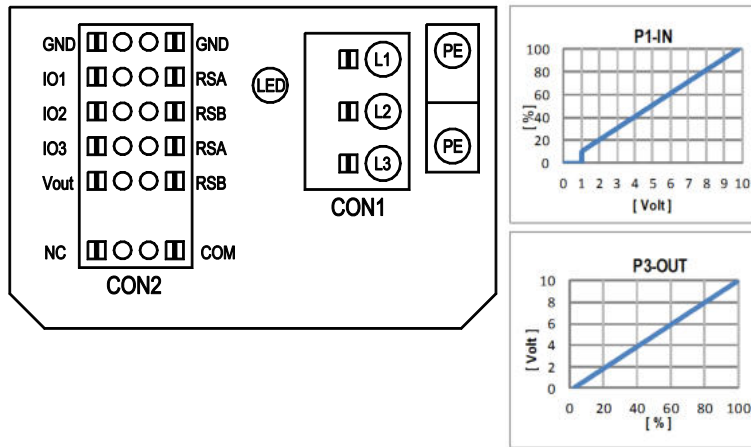 GND GND
IO1 RSA
IO2 RSB
IO3 RSA
Vout RSB
NC COM
CON2
LED
L1
L2
L3
CON1
PE
PE
P1-IN
[ % ]
100
80
60
40
20
0
0 1 2 3 4 5 6 7 8 9 10
[ Volt ]
P3-OUT
[ Volt ]
10
8
6
4
2
0
0 20 40 60 80 100
[ % ]